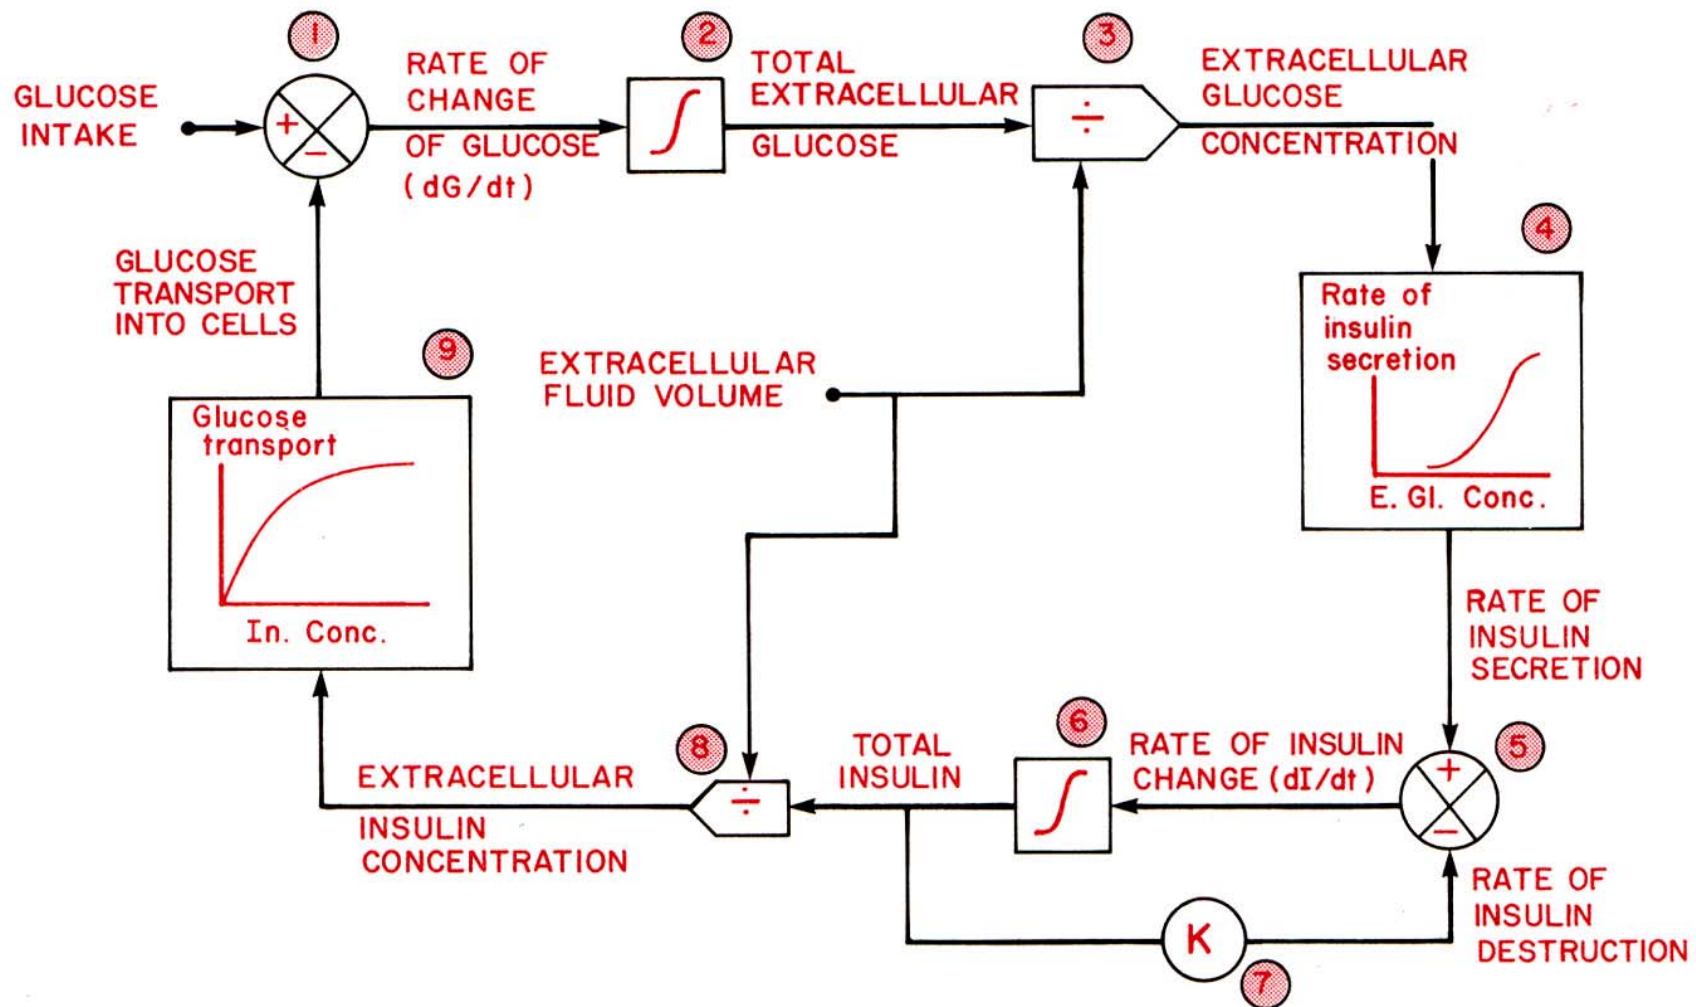 1
2
3
GLUCOSE
INTAKE
+
−
RATE OF
CHANGE
OF GLUCOSE
(dG/dt)
∫
TOTAL
EXTRACELLULAR
GLUCOSE
÷
EXTRACELLULAR
GLUCOSE
CONCENTRATION
4
Rate of
insulin
secretion
E. Gl. Conc.
GLUCOSE
TRANSPORT
INTO CELLS
9
Glucose
transport
In. Conc.
EXTRACELLULAR
FLUID VOLUME
RATE OF
INSULIN
SECRETION
5
+
−
RATE OF INSULIN
CHANGE (dI/dt)
6
∫
TOTAL
INSULIN
8
÷
EXTRACELLULAR
INSULIN
CONCENTRATION
K
7
RATE OF
INSULIN
DESTRUCTION